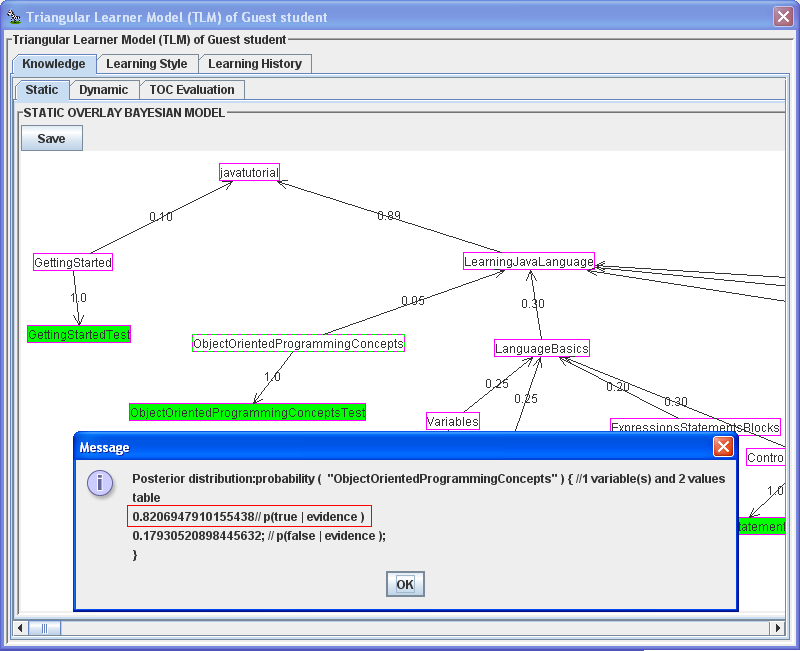 Triangular Learner Model (TLM) of Guest student
Triangular Learner Model (TLM) of Guest student
Knowledge Learning Style Learning History
Static Dynamic TOC Evaluation
STATIC OVERLAY BAYESIAN MODEL
Save
javatutorial
0.10 0.89
GettingStarted LearningJavaLanguage
1.0 0.05 0.30
GettingStartedTest ObjectOrientedProgrammingConcepts LanguageBasics
1.0 0.25 0.20
0.25 0.30
ObjectOrientedProgrammingConceptsTest
Variables ExpressionsStatementsBlocks
Message
Contro
Posterior distribution:probability ( "ObjectOrientedProgrammingConcepts" ) { //1 variable(s) and 2 values
1.0
table
0.8206947910155438// p(true | evidence )
tatement
0.17930520898445632; // p(false | evidence );
}
OK